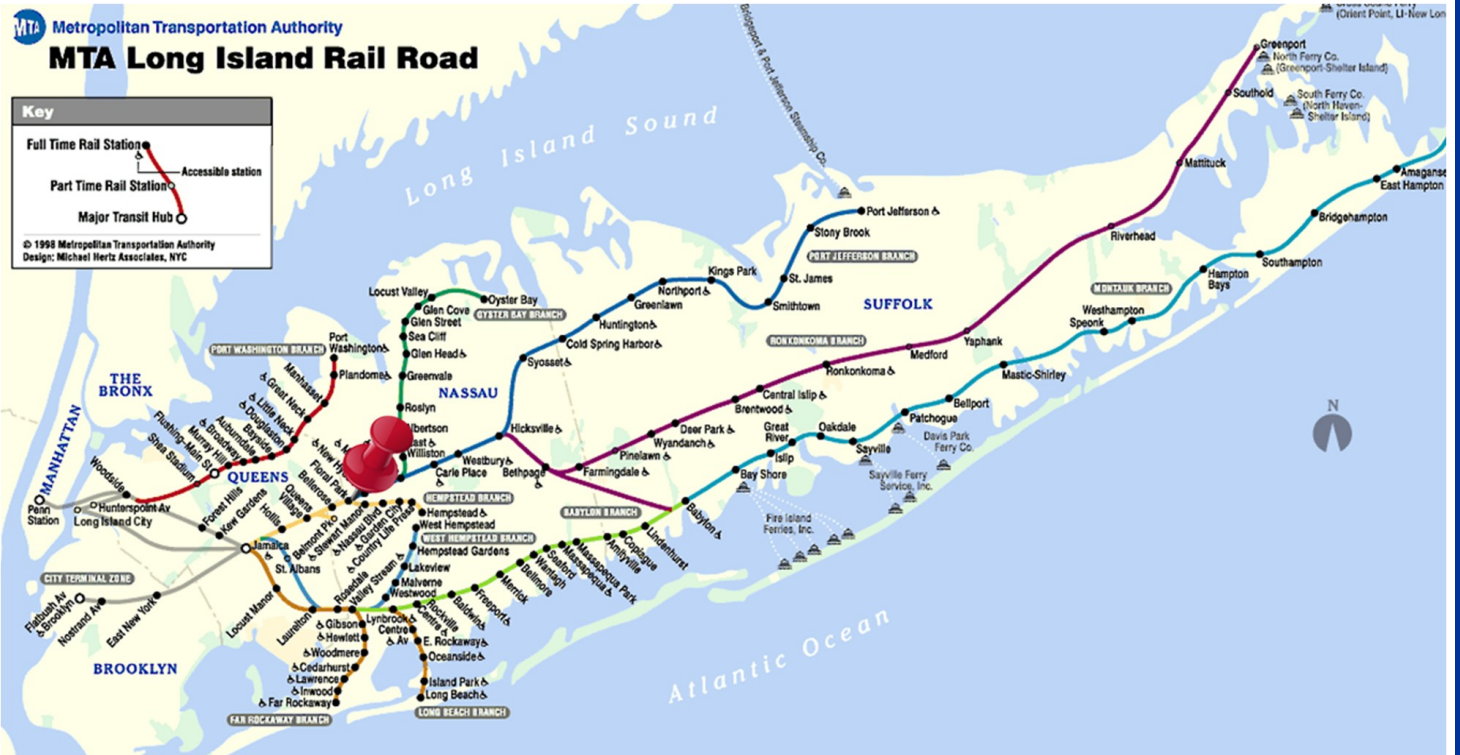 MTA Metropolitan Transportation Authority
MTA Long Island Rail Road
Key
Full Time Rail Station
Accessible station
Part Time Rail Station
Major Transit Hub
© 1998 Metropolitan Transportation Authority
Design: Michael Hertz Associates, NYC
Long Island Sound
Bridgeport & Port Jefferson Steamship Co.
(Orient Point, LI-New Lon
Greenport
North Ferry Co.
(Greenport-Shelter Island)
Southold
South Ferry Co.
(North Haven-
Shelter Island)
Mattituck
Amaganse
East Hampton
Bridgehampton
Riverhead
Southampton
Hampton
Bays
MONTAUK BRANCH
Westhampton
Speonk
Port Jefferson
Stony Brook
PORT JEFFERSON BRANCH
St. James
Smithtown
Kings Park
Northport
Greenlawn
Huntington
Cold Spring Harbor
Syosset
SUFFOLK
RONKONKOMA BRANCH
Yaphank
Medford
Ronkonkoma
Mastic-Shirley
Central Islip
Brentwood
Deer Park
Wyandanch
Pinelawn
Farmingdale
Bethpage
Hicksville
Bellport
Patchogue
Sayville
Oakdale
Great
River
Islip
Bay Shore
Babylon
Davis Park
Ferry Co.
Sayville Ferry
Service, Inc.
Fire Island
Ferries, Inc.
Locust Valley
Oyster Bay
OYSTER BAY BRANCH
Glen Cove
Glen Street
Sea Cliff
Glen Head
Greenvale
Roslyn
NASSAU
lbertson
Williston
Westbury
Carle Place
PORT WASHINGTON BRANCH
Port
Washington
Plandome
Manhasset
Great Neck
Little Neck
Douglaston
Bayside
Auburndale
Broadway
Murray Hill
Flushing-Main St
Shea Stadium
Woodside
THE
BRONX
MANHATTAN
QUEENS
Penn
Station
Hunterspoint Av
Long Island City
Forest Hills
Kew Gardens
Jamaica
Hollis
Queens
Village
Bellerose
Floral Park
New Hy
Belmont Pk
Stewart Manor
Nassau Blvd
Garden City
Country Life Press
HEMPSTEAD BRANCH
Hempstead
West Hempstead
WEST HEMPSTEAD BRANCH
Hempstead Gardens
Lakeview
Malverne
Westwood
St. Albans
Rosedale
Valley Stream
Locust Manor
Laurelton
CITY TERMINAL ZONE
Flatbush Av
Brooklyn
Nostrand Av
East New York
BROOKLYN
Gibson
Hewlett
Woodmere
Cedarhurst
Lawrence
Inwood
Far Rockaway
FAR ROCKAWAY BRANCH
Lynbrook
Centre
Av
E. Rockaway
Oceanside
Island Park
Long Beach
LONG BEACH BRANCH
BABYLON BRANCH
Rockville
Centre
Baldwin
Freeport
Merrick
Bellmore
Wantagh
Seaford
Massapequa
Massapequa Park
Amityville
Copiague
Lindenhurst
Atlantic Ocean
N